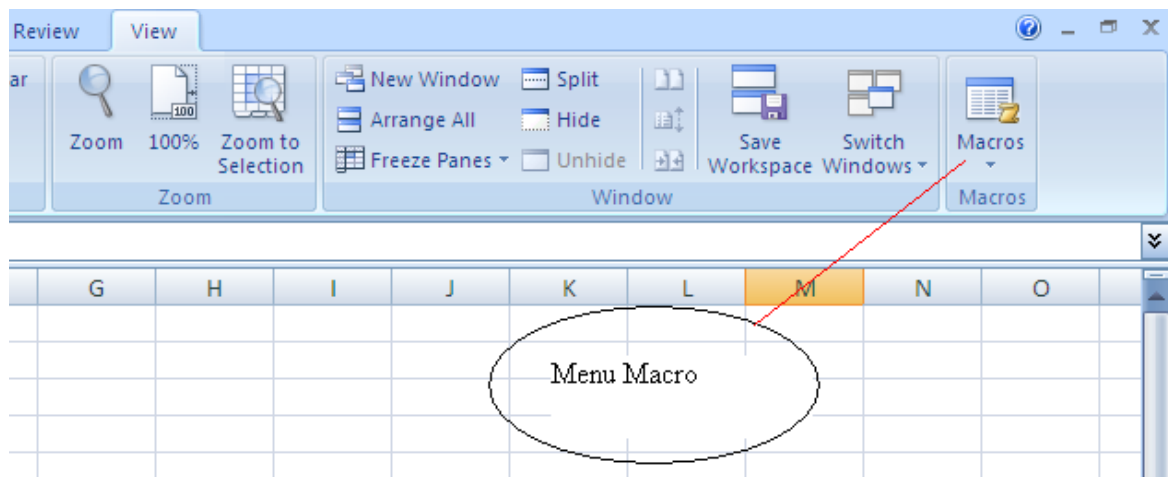 Review View
ar
Zoom
100%
Zoom to
Selection
Zoom
New Window
Arrange All
Freeze Panes
Split
Hide
Unhide
Save
Workspace
Switch
Windows
Window
Macros
Macros
G H I J K L M N O
Menu Macro